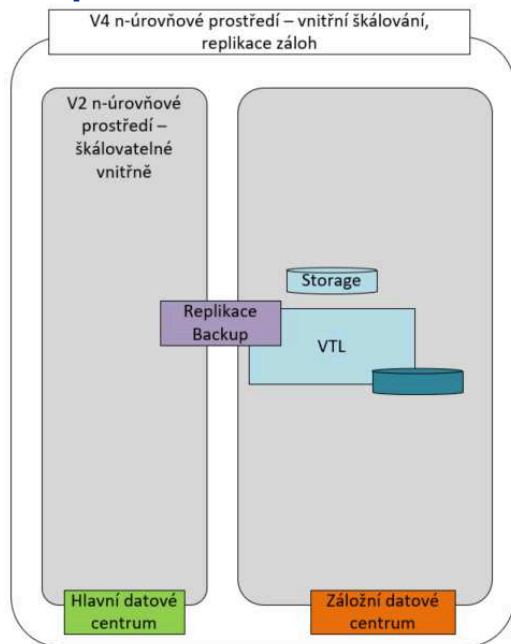 V4 n-úrovňové prostředí – vnitřní škálování,
replikace záloh
V2 n-úrovňové
prostředí –
škálovatelné
vnitřně
Storage
Replikace
Backup
VTL
Hlavní datové
centrum
Záložní datové
centrum